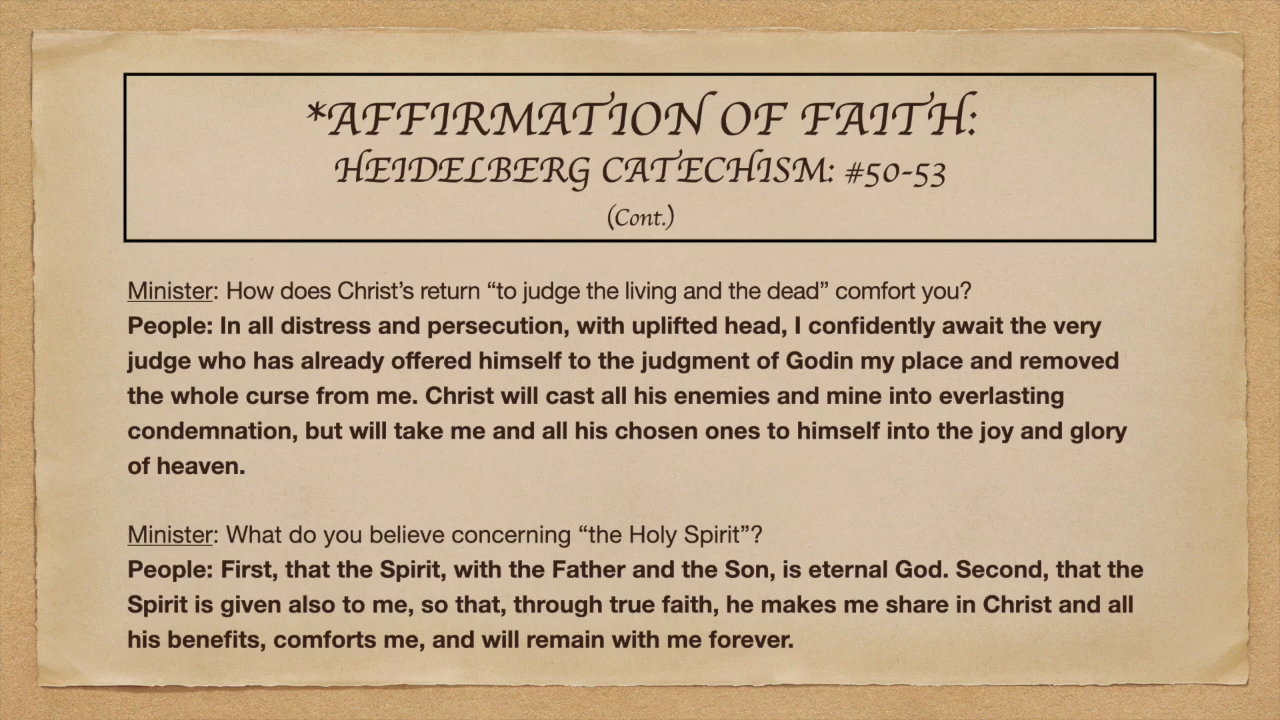 *AFFIRMATION OF FAITH:
HEIDELBERG CATECHISM: #50-53
(Cont.)
Minister: How does Christ’s return “to judge the living and the dead” comfort you?
People: In all distress and persecution, with uplifted head, I confidently await the very
judge who has already offered himself to the judgment of Godin my place and removed
the whole curse from me. Christ will cast all his enemies and mine into everlasting
condemnation, but will take me and all his chosen ones to himself into the joy and glory
of heaven.
Minister: What do you believe concerning “the Holy Spirit”?
People: First, that the Spirit, with the Father and the Son, is eternal God. Second, that the
Spirit is given also to me, so that, through true faith, he makes me share in Christ and all
his benefits, comforts me, and will remain with me forever.